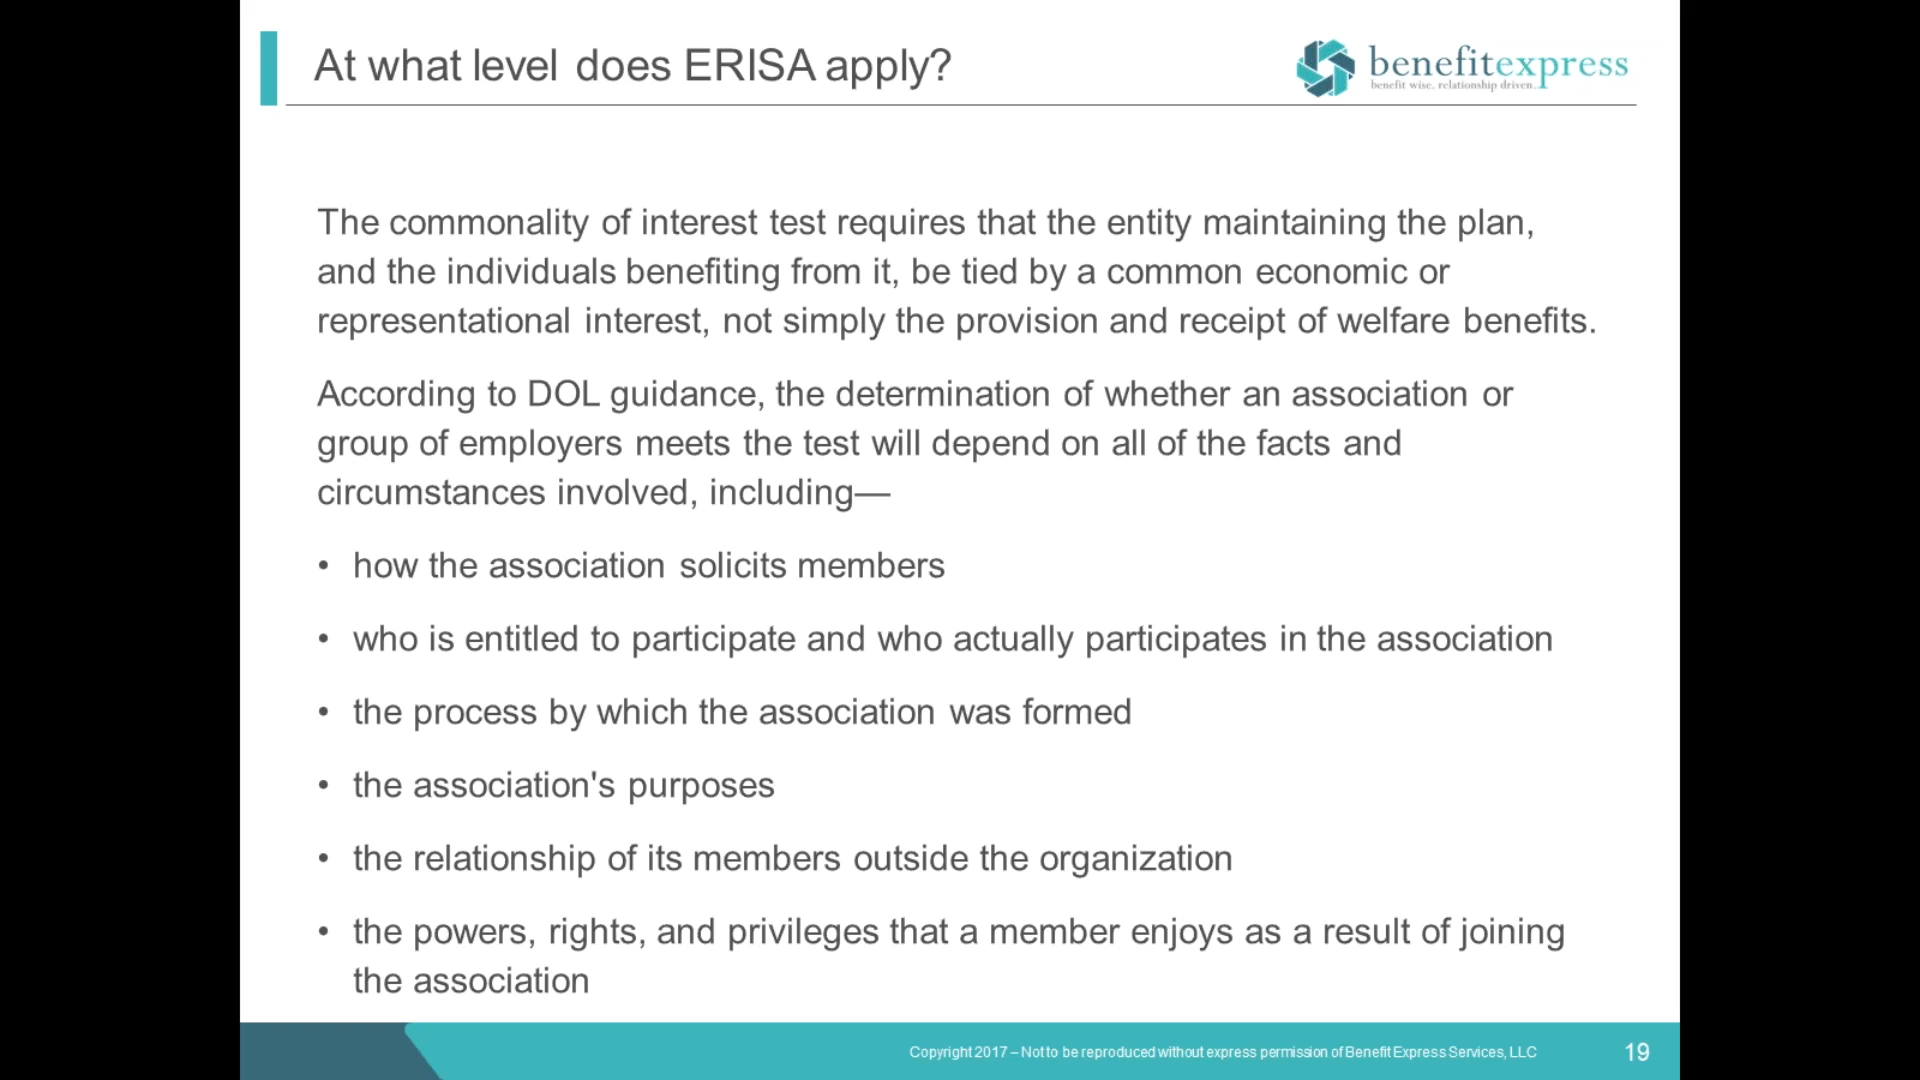 At what level does ERISA apply?
benefitexpress
benefit wise. relationship driven.
The commonality of interest test requires that the entity maintaining the plan,
and the individuals benefiting from it, be tied by a common economic or
representational interest, not simply the provision and receipt of welfare benefits.
According to DOL guidance, the determination of whether an association or
group of employers meets the test will depend on all of the facts and
circumstances involved, including—
• how the association solicits members
• who is entitled to participate and who actually participates in the association
• the process by which the association was formed
• the association's purposes
• the relationship of its members outside the organization
• the powers, rights, and privileges that a member enjoys as a result of joining
the association
Copyright 2017 – Not to be reproduced without express permission of Benefit Express Services, LLC
19